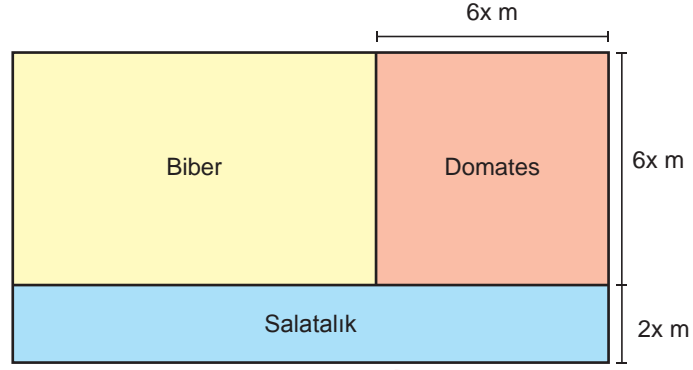 6x m
Biber
Domates
6x m
Salatalık
2x m